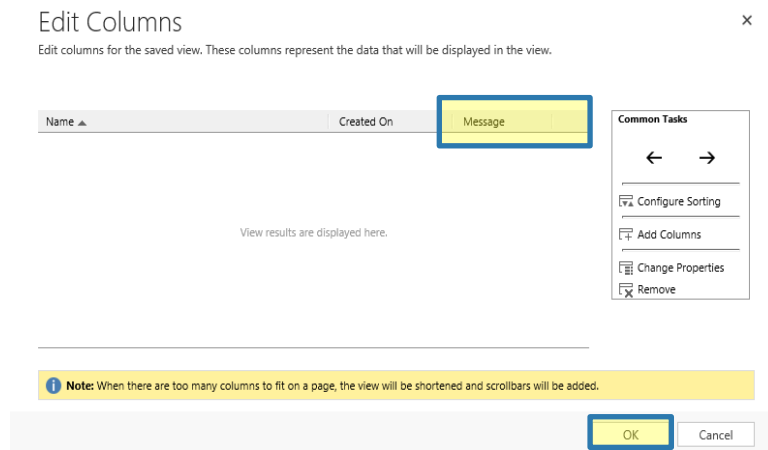 Edit Columns
Edit columns for the saved view. These columns represent the data that will be displayed in the view.
Name Created On Message
Common Tasks
Configure Sorting
View results are displayed here.
Add Columns
Change Properties
Remove
Note: When there are too many columns to fit on a page, the view will be shortened and scrollbars will be added.
OK Cancel